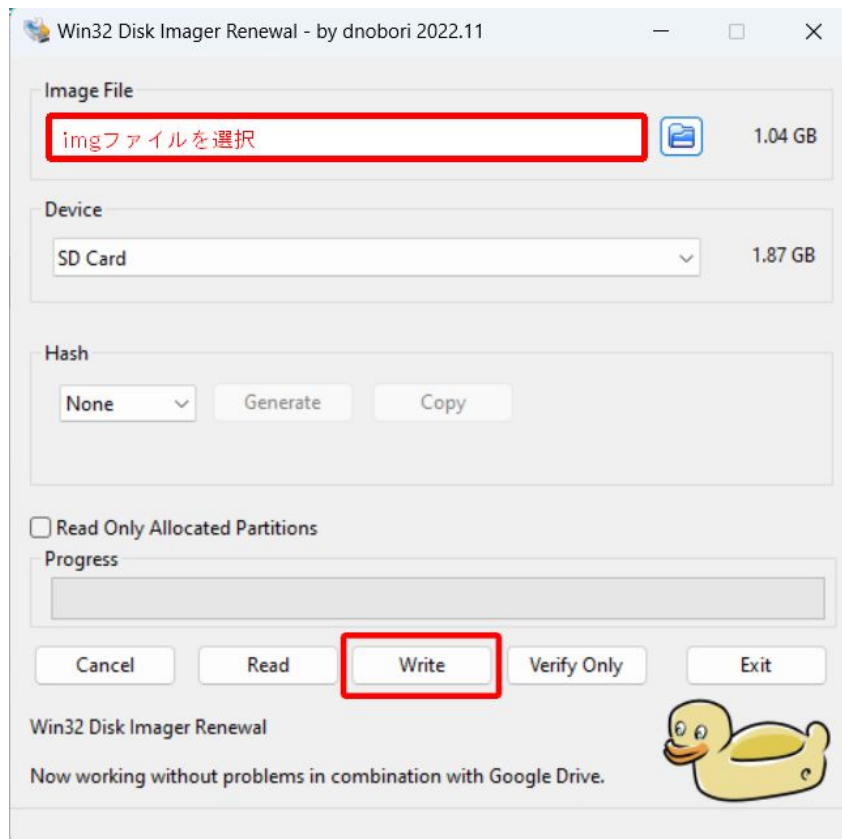 Win32 Disk Imager Renewal - by dnobori 2022.11
Image File
imgファイルを選択
1.04 GB
Device
SD Card
1.87 GB
Hash
None
Generate
Copy
Read Only Allocated Partitions
Progress
Cancel
Read
Write
Verify Only
Exit
Win32 Disk Imager Renewal
Now working without problems in combination with Google Drive.